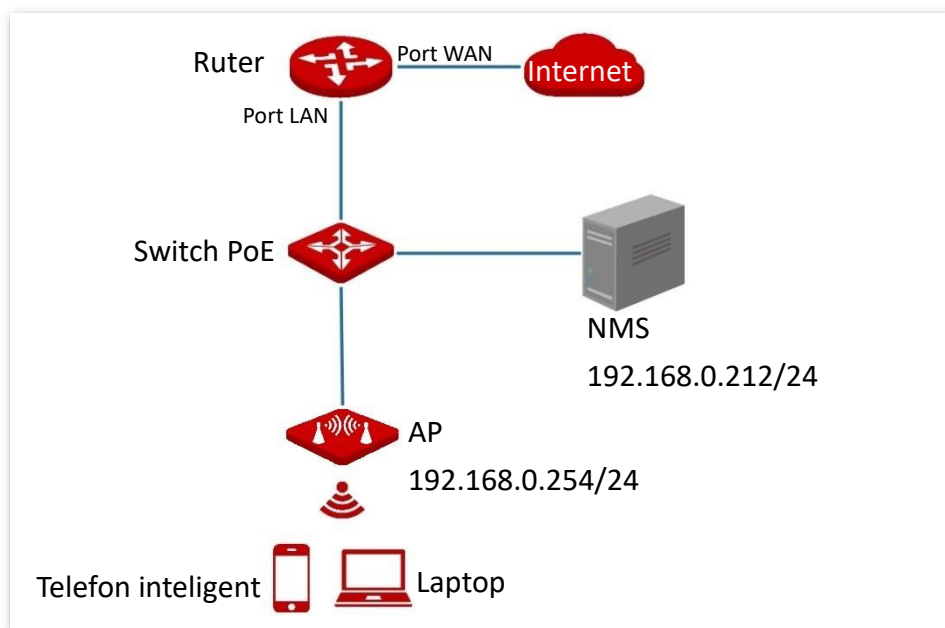 Ruter
Port WAN
Internet
Port LAN
Switch PoE
NMS
192.168.0.212/24
AP
192.168.0.254/24
Telefon inteligent
Laptop